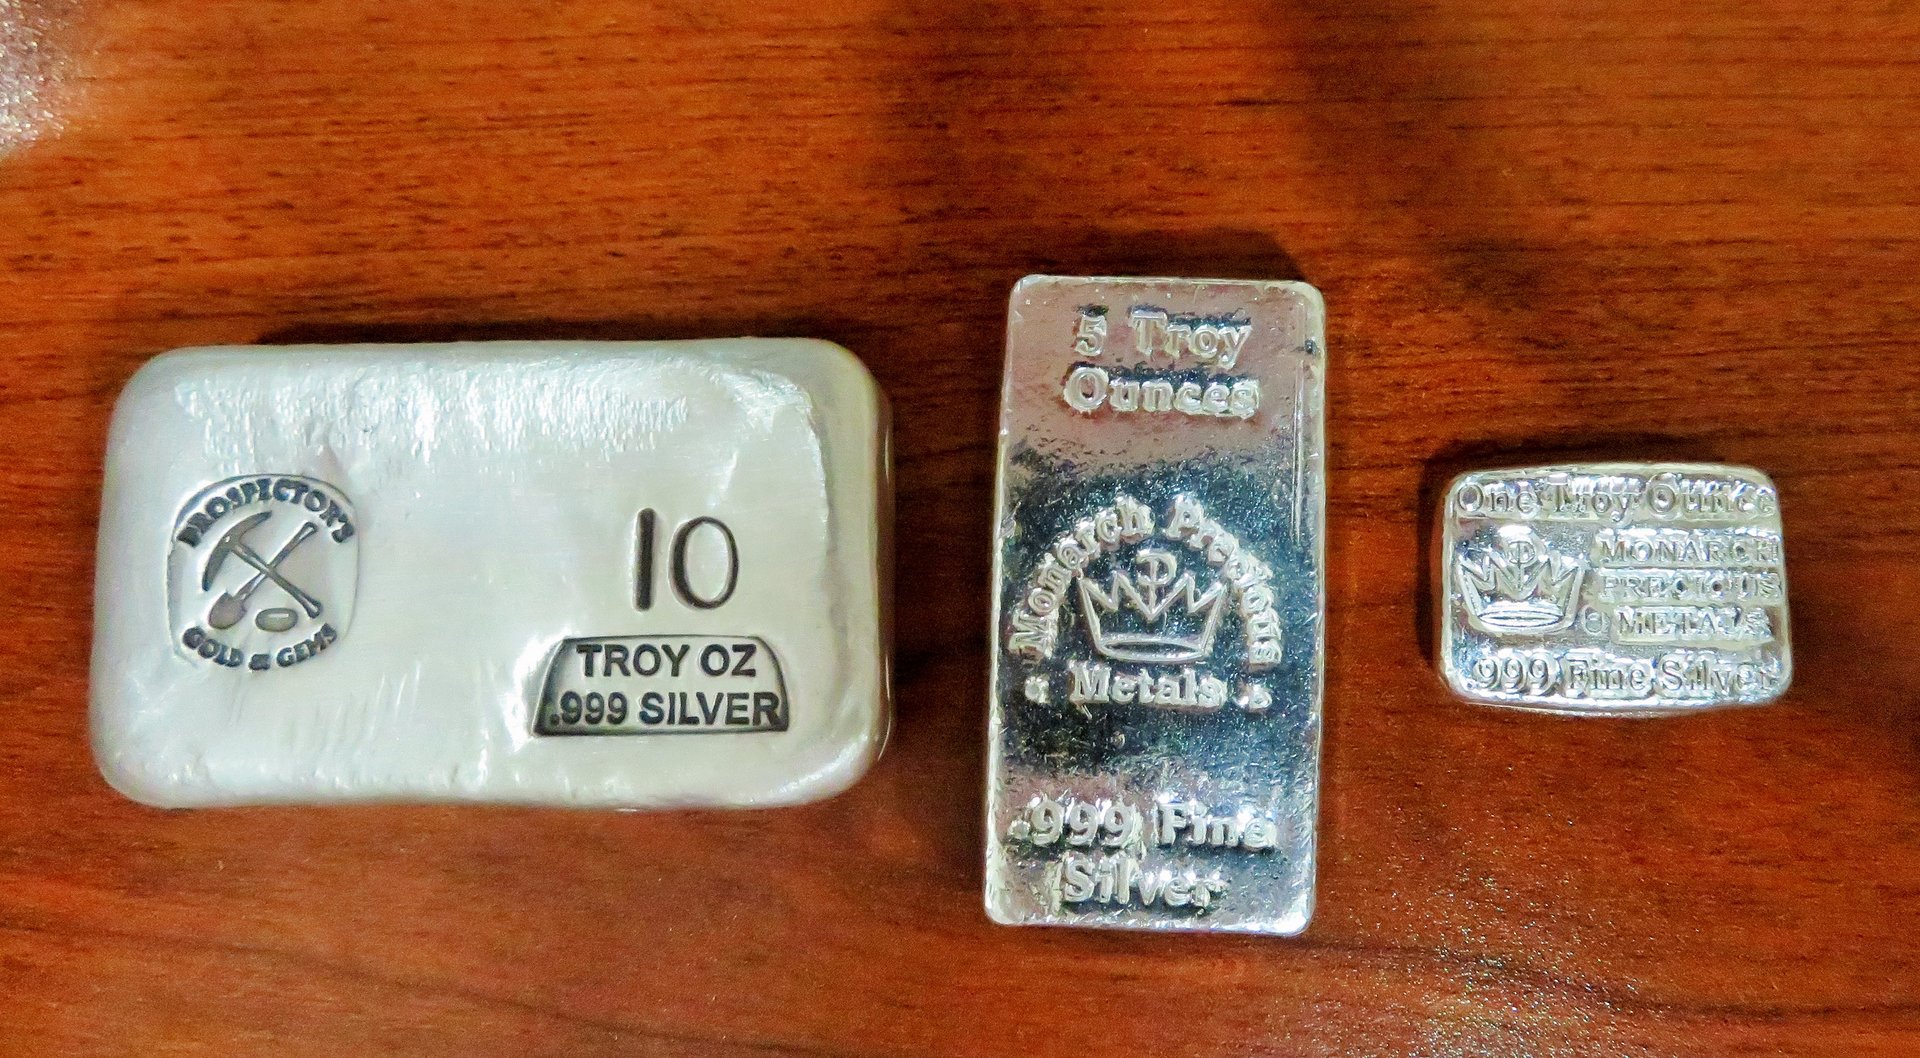 PROSPECTOR'S
GOLD & GEMS
10
TROY OZ
.999 SILVER
5 Troy
Ounces
Monarch Precious
Metals
.999 Fine
Silver
One Troy Ounce
MONARCH
PRECIOUS
METALS
.999 Fine Silver